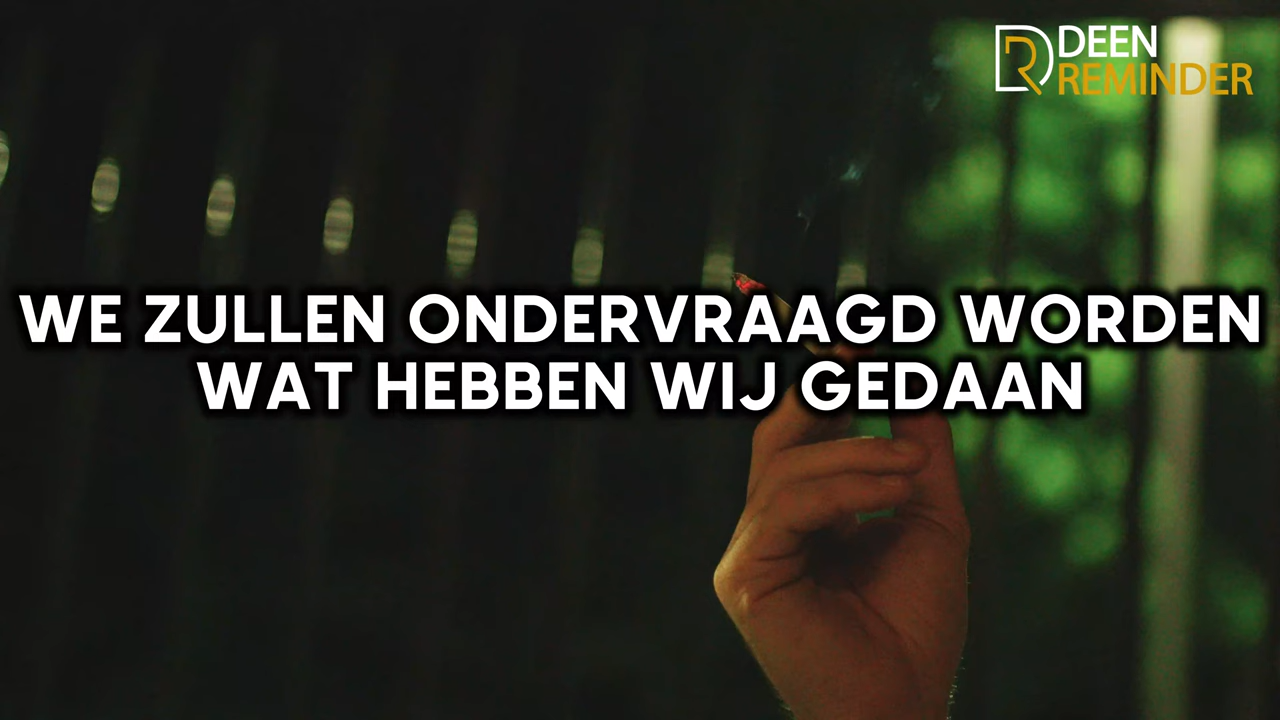 DEEN
REMINDER
WE ZULLEN ONDERVRAAGD WORDEN
WAT HEBBEN WIJ GEDAAN